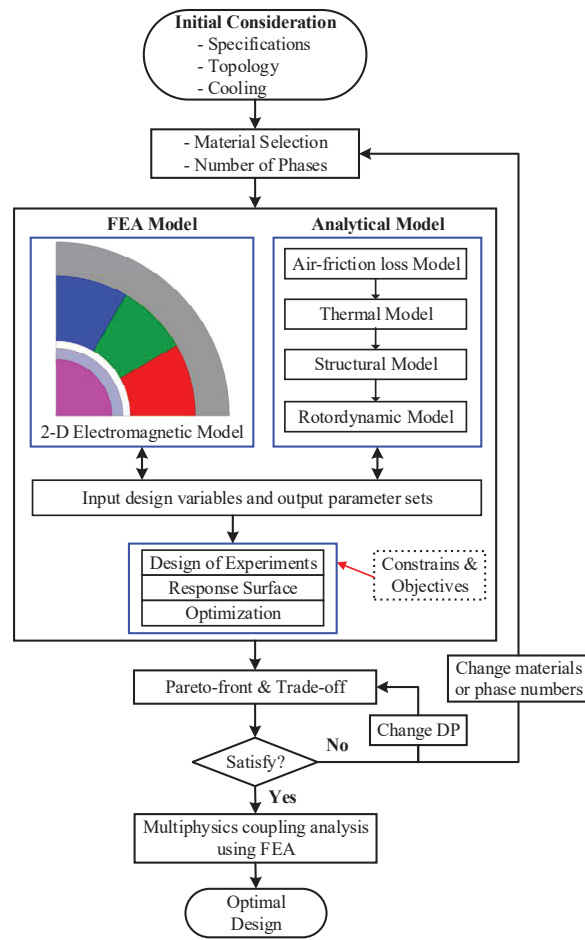 Initial Consideration
- Specifications
- Topology
- Cooling
- Material Selection
- Number of Phases
FEA Model
Analytical Model
2-D Electromagnetic Model
Air-friction loss Model
Thermal Model
Structural Model
Rotordynamic Model
Input design variables and output parameter sets
Design of Experiments
Response Surface
Optimization
Constrains &
Objectives
Pareto-front & Trade-off
Change materials
or phase numbers
Change DP
Satisfy?
No
Yes
Multiphysics coupling analysis
using FEA
Optimal
Design